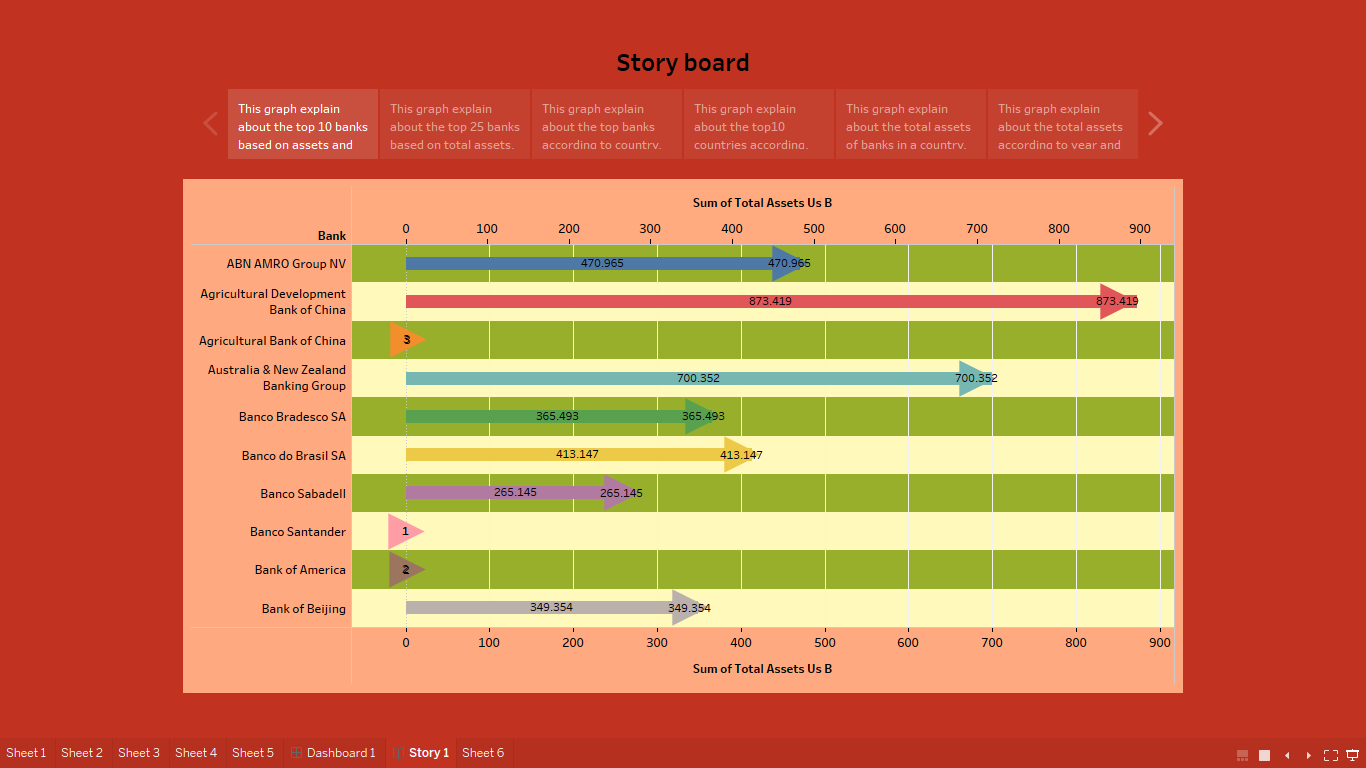 Story board
This graph explain
about the top 10 banks
based on assets and
This graph explain
about the top 25 banks
based on total assets.
This graph explain
about the top banks
according to country.
This graph explain
about the top10
countries according.
This graph explain
about the total assets
of banks in a country.
This graph explain
about the total assets
according to year and
Sum of Total Assets Us B
Bank 0 100 200 300 400 500 600 700 800 900
ABN AMRO Group NV 470.965 470.965
Agricultural Development
Bank of China 873.419 873.419
Agricultural Bank of China 3
Australia & New Zealand
Banking Group 700.352 700.352
Banco Bradesco SA 365.493 365.493
Banco do Brasil SA 413.147 413.147
Banco Sabadell 265.145 265.145
Banco Santander 1
Bank of America 2
Bank of Beijing 349.354 349.354
0 100 200 300 400 500 600 700 800 900
Sum of Total Assets Us B
Sheet 1 Sheet 2 Sheet 3 Sheet 4 Sheet 5 Dashboard 1 Story 1 Sheet 6